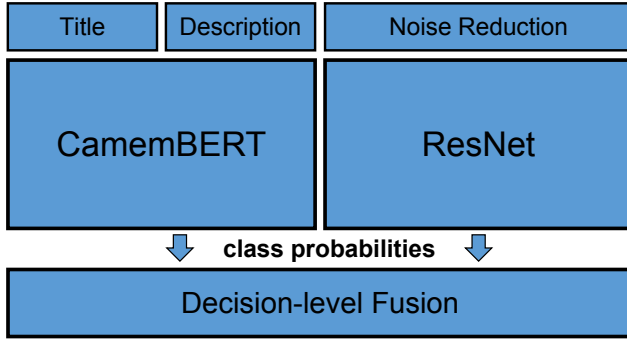 Title Description Noise Reduction
CamemBERT ResNet
class probabilities
Decision-level Fusion